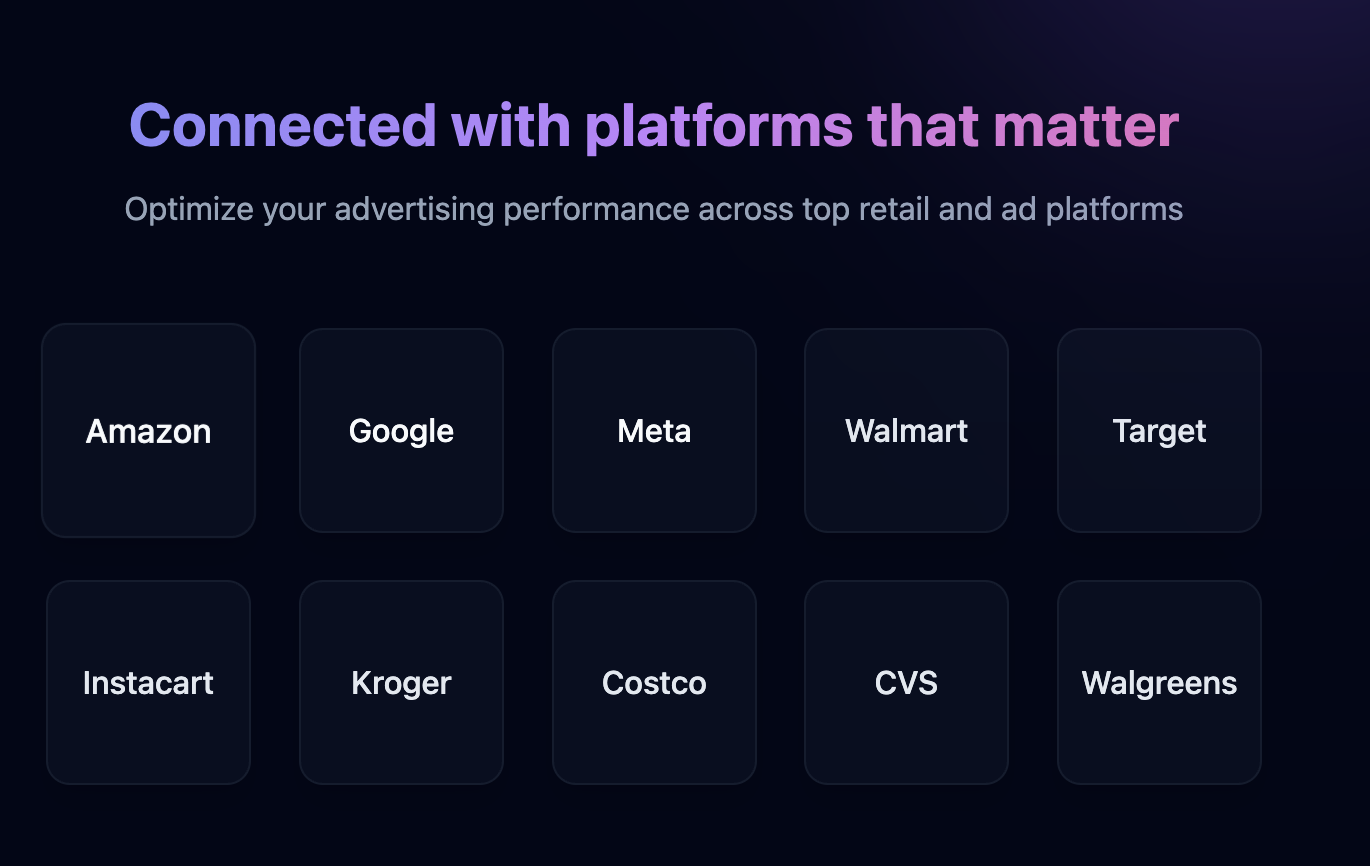 Connected with platforms that matter
Optimize your advertising performance across top retail and ad platforms
Amazon
Google
Meta
Walmart
Target
Instacart
Kroger
Costco
CVS
Walgreens